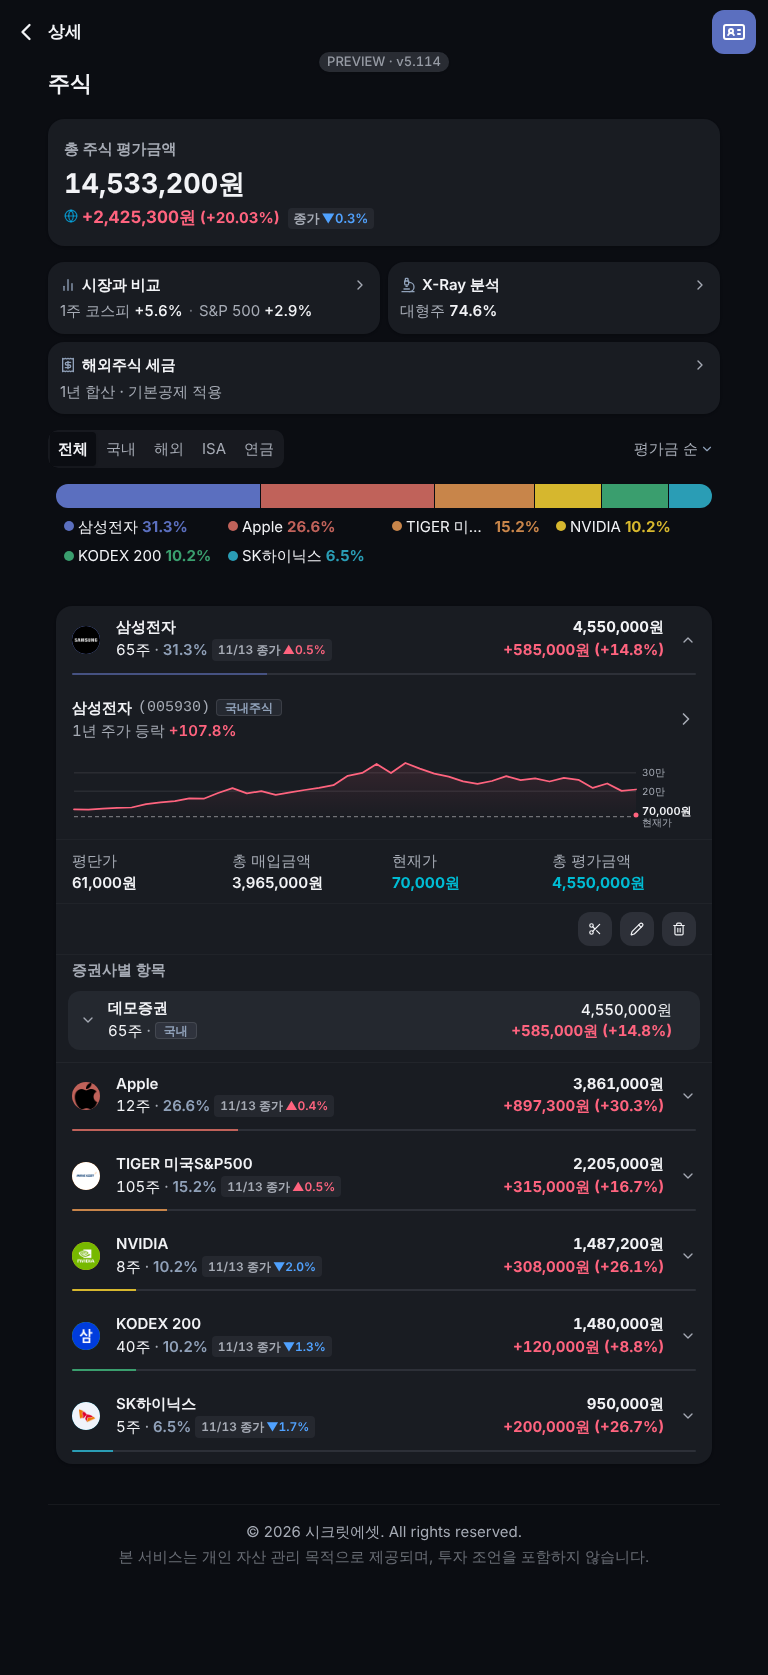 상세
PREVIEW · v5.114
주식
총 주식 평가금액
14,533,200원
+2,425,300원 (+20.03%) 종가 ▼0.3%
시장과 비교
1주 코스피 +5.6% · S&P 500 +2.9%
X-Ray 분석
대형주 74.6%
해외주식 세금
1년 합산 · 기본공제 적용
전체 국내 해외 ISA 연금
평가금 순
삼성전자 31.3% Apple 26.6% TIGER 미... 15.2% NVIDIA 10.2%
KODEX 200 10.2% SK하이닉스 6.5%
SAMSUNG
삼성전자 4,550,000원
65주 · 31.3% 11/13 종가 ▲0.5% +585,000원 (+14.8%)
삼성전자 (005930) 국내주식
1년 주가 등락 +107.8%
30만
20만
70,000원
현재가
평단가 총 매입금액 현재가 총 평가금액
61,000원 3,965,000원 70,000원 4,550,000원
증권사별 항목
데모증권 4,550,000원
65주 · 국내 +585,000원 (+14.8%)
Apple 3,861,000원
12주 · 26.6% 11/13 종가 ▲0.4% +897,300원 (+30.3%)
TIGER 미국S&P500 2,205,000원
105주 · 15.2% 11/13 종가 ▲0.5% +315,000원 (+16.7%)
NVIDIA 1,487,200원
NVIDIA
8주 · 10.2% 11/13 종가 ▼2.0% +308,000원 (+26.1%)
KODEX 200 1,480,000원
삼
40주 · 10.2% 11/13 종가 ▼1.3% +120,000원 (+8.8%)
SK하이닉스 950,000원
5주 · 6.5% 11/13 종가 ▼1.7% +200,000원 (+26.7%)
© 2026 시크릿에셋. All rights reserved.
본 서비스는 개인 자산 관리 목적으로 제공되며, 투자 조언을 포함하지 않습니다.